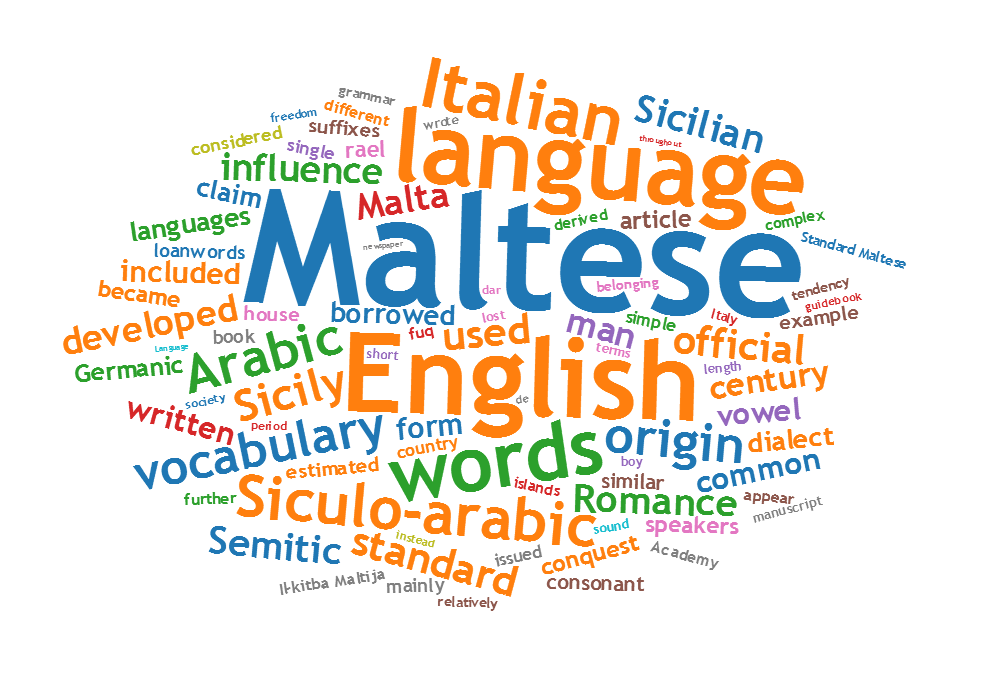 grammar
freedom
different
wrote
Italian
Sicilian
considered
suffixes
throughout
single
rael
language
influence
claim
Malta
derived
article
complex
languages
newspaper
Standard Maltese
loanwords
Maltese
included
dar
belonging
tendency
became
guidebook
house
borrowed
lost
Italy
developed
fuq
used
man
simple
example
book
Arabic
official
Language
short
terms
Germanic
English
length
century
society
Sicily
de
written
Period
vowel
form
origin
dialect
vocabulary
country
words
boy
common
estimated
similar
islands
further
Siculo-arabic
Romance
appear
manuscript
sound
speakers
Semitic
instead
standard
issued
conquest
Academy
Il-kitba Maltija
mainly
consonant
relatively